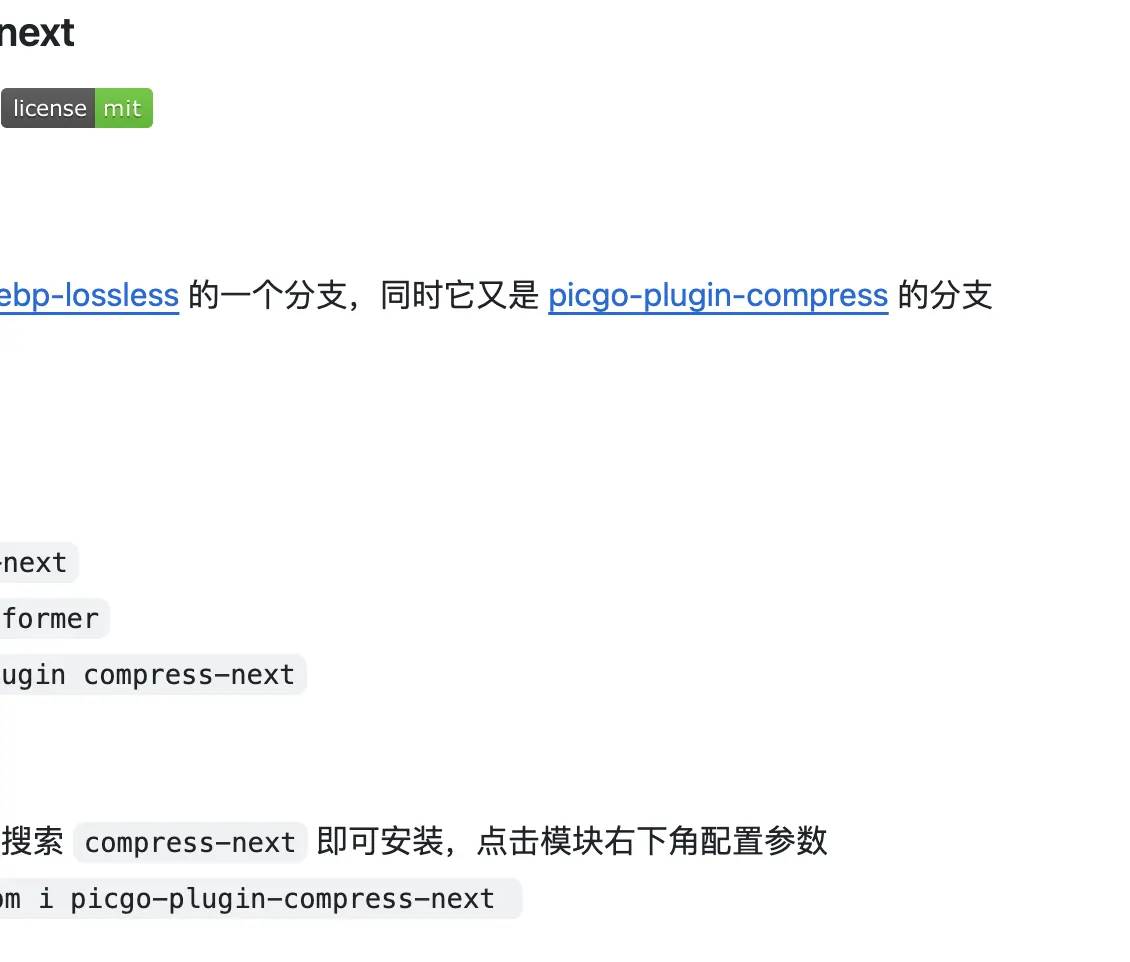 next
license mit
ebp-lossless 的一个分支，同时它又是 picgo-plugin-compress 的分支
-next
former
ugin compress-next
搜索 compress-next 即可安装，点击模块右下角配置参数
pm i picgo-plugin-compress-next